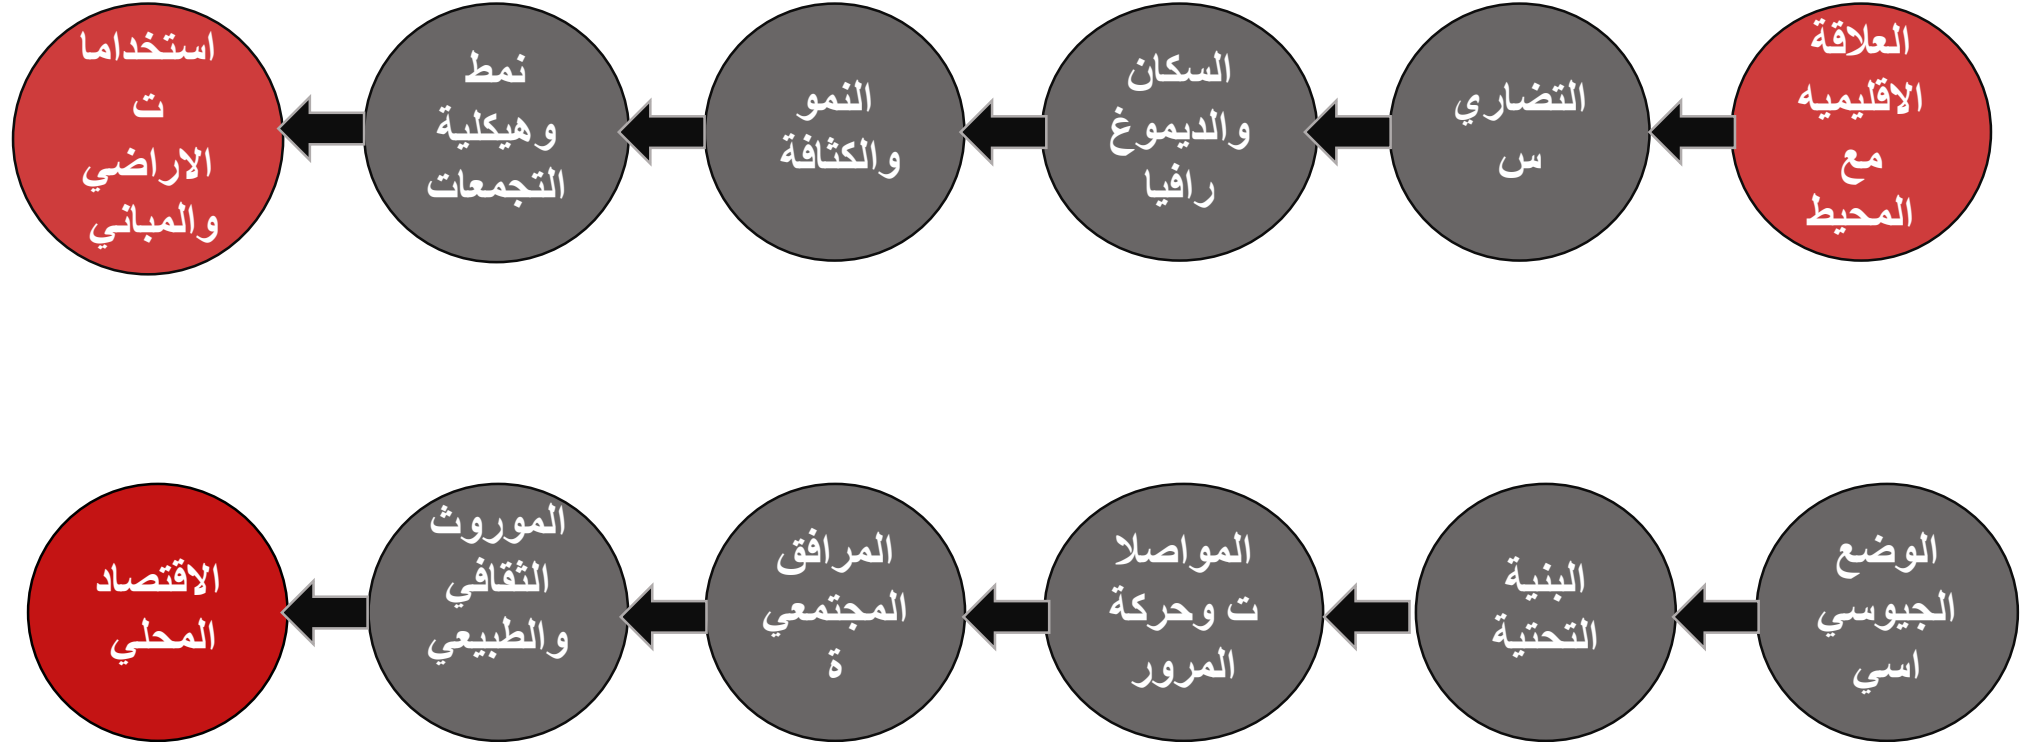 العلاقة
الاقليميه
مع
المحيط
التضاري
س
السكان
والديموغ
رافيا
النمو
والكثافة
نمط
وهيكلية
التجمعات
استخداما
ت
الاراضي
والمباني
الوضع
الجيوسي
اسي
البنية
التحتية
المواصلا
ت وحركة
المرور
المرافق
المجتمعي
ة
الموروث
الثقافي
والطبيعي
الاقتصاد
المحلي